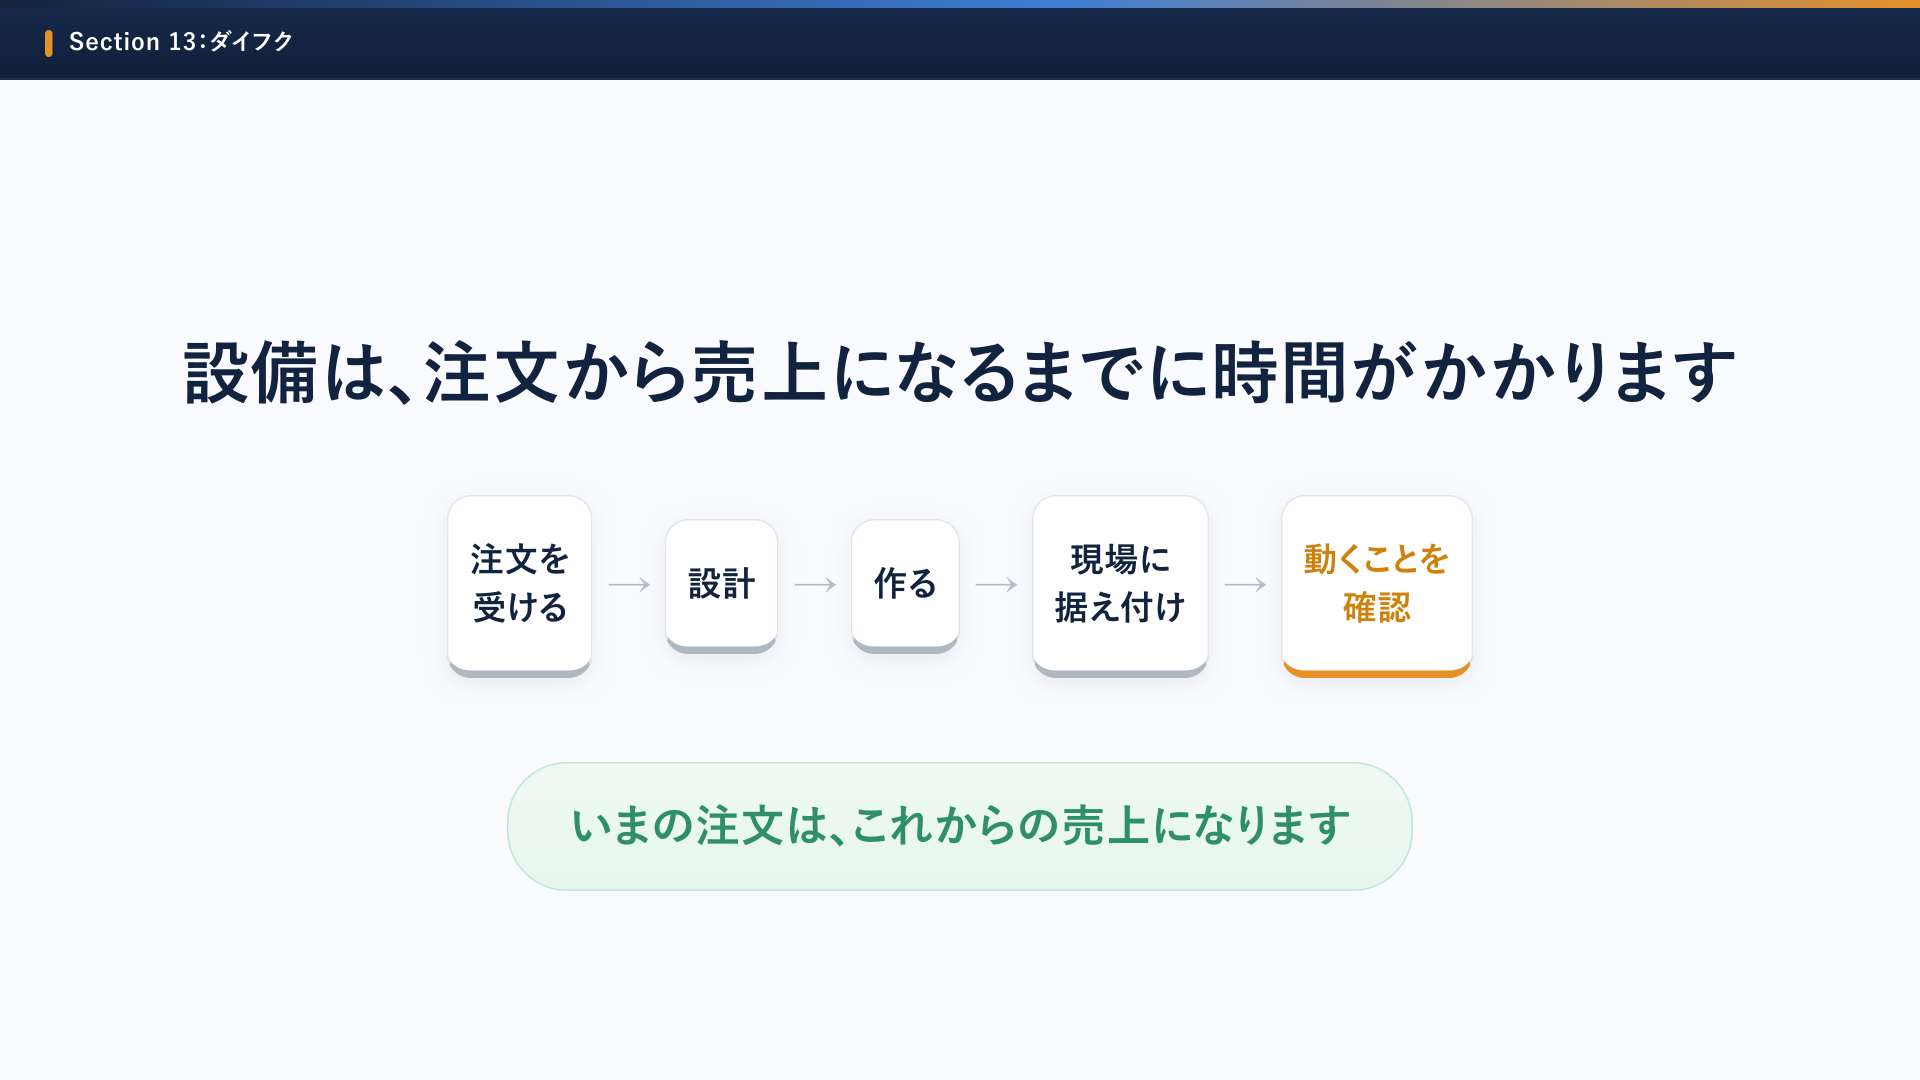 Section 13：ダイフク
設備は、注文から売上になるまでに時間がかかります
注文を
受ける
→
設計
→
作る
→
現場に
据え付け
→
動くことを
確認
いまの注文は、これからの売上になります